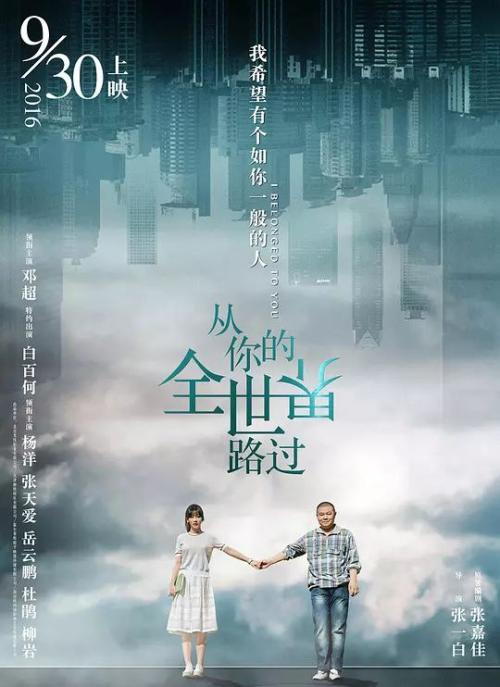 9/30上映
2016
我希望有个如你一般的人
I BELONGED TO YOU
从你的
全世界
路过
领衔主演
邓超
特约出演
白百何
领衔主演
杨洋 张天爱 岳云鹏 杜鹃 柳岩
原著编剧
张嘉佳
导演
张一白